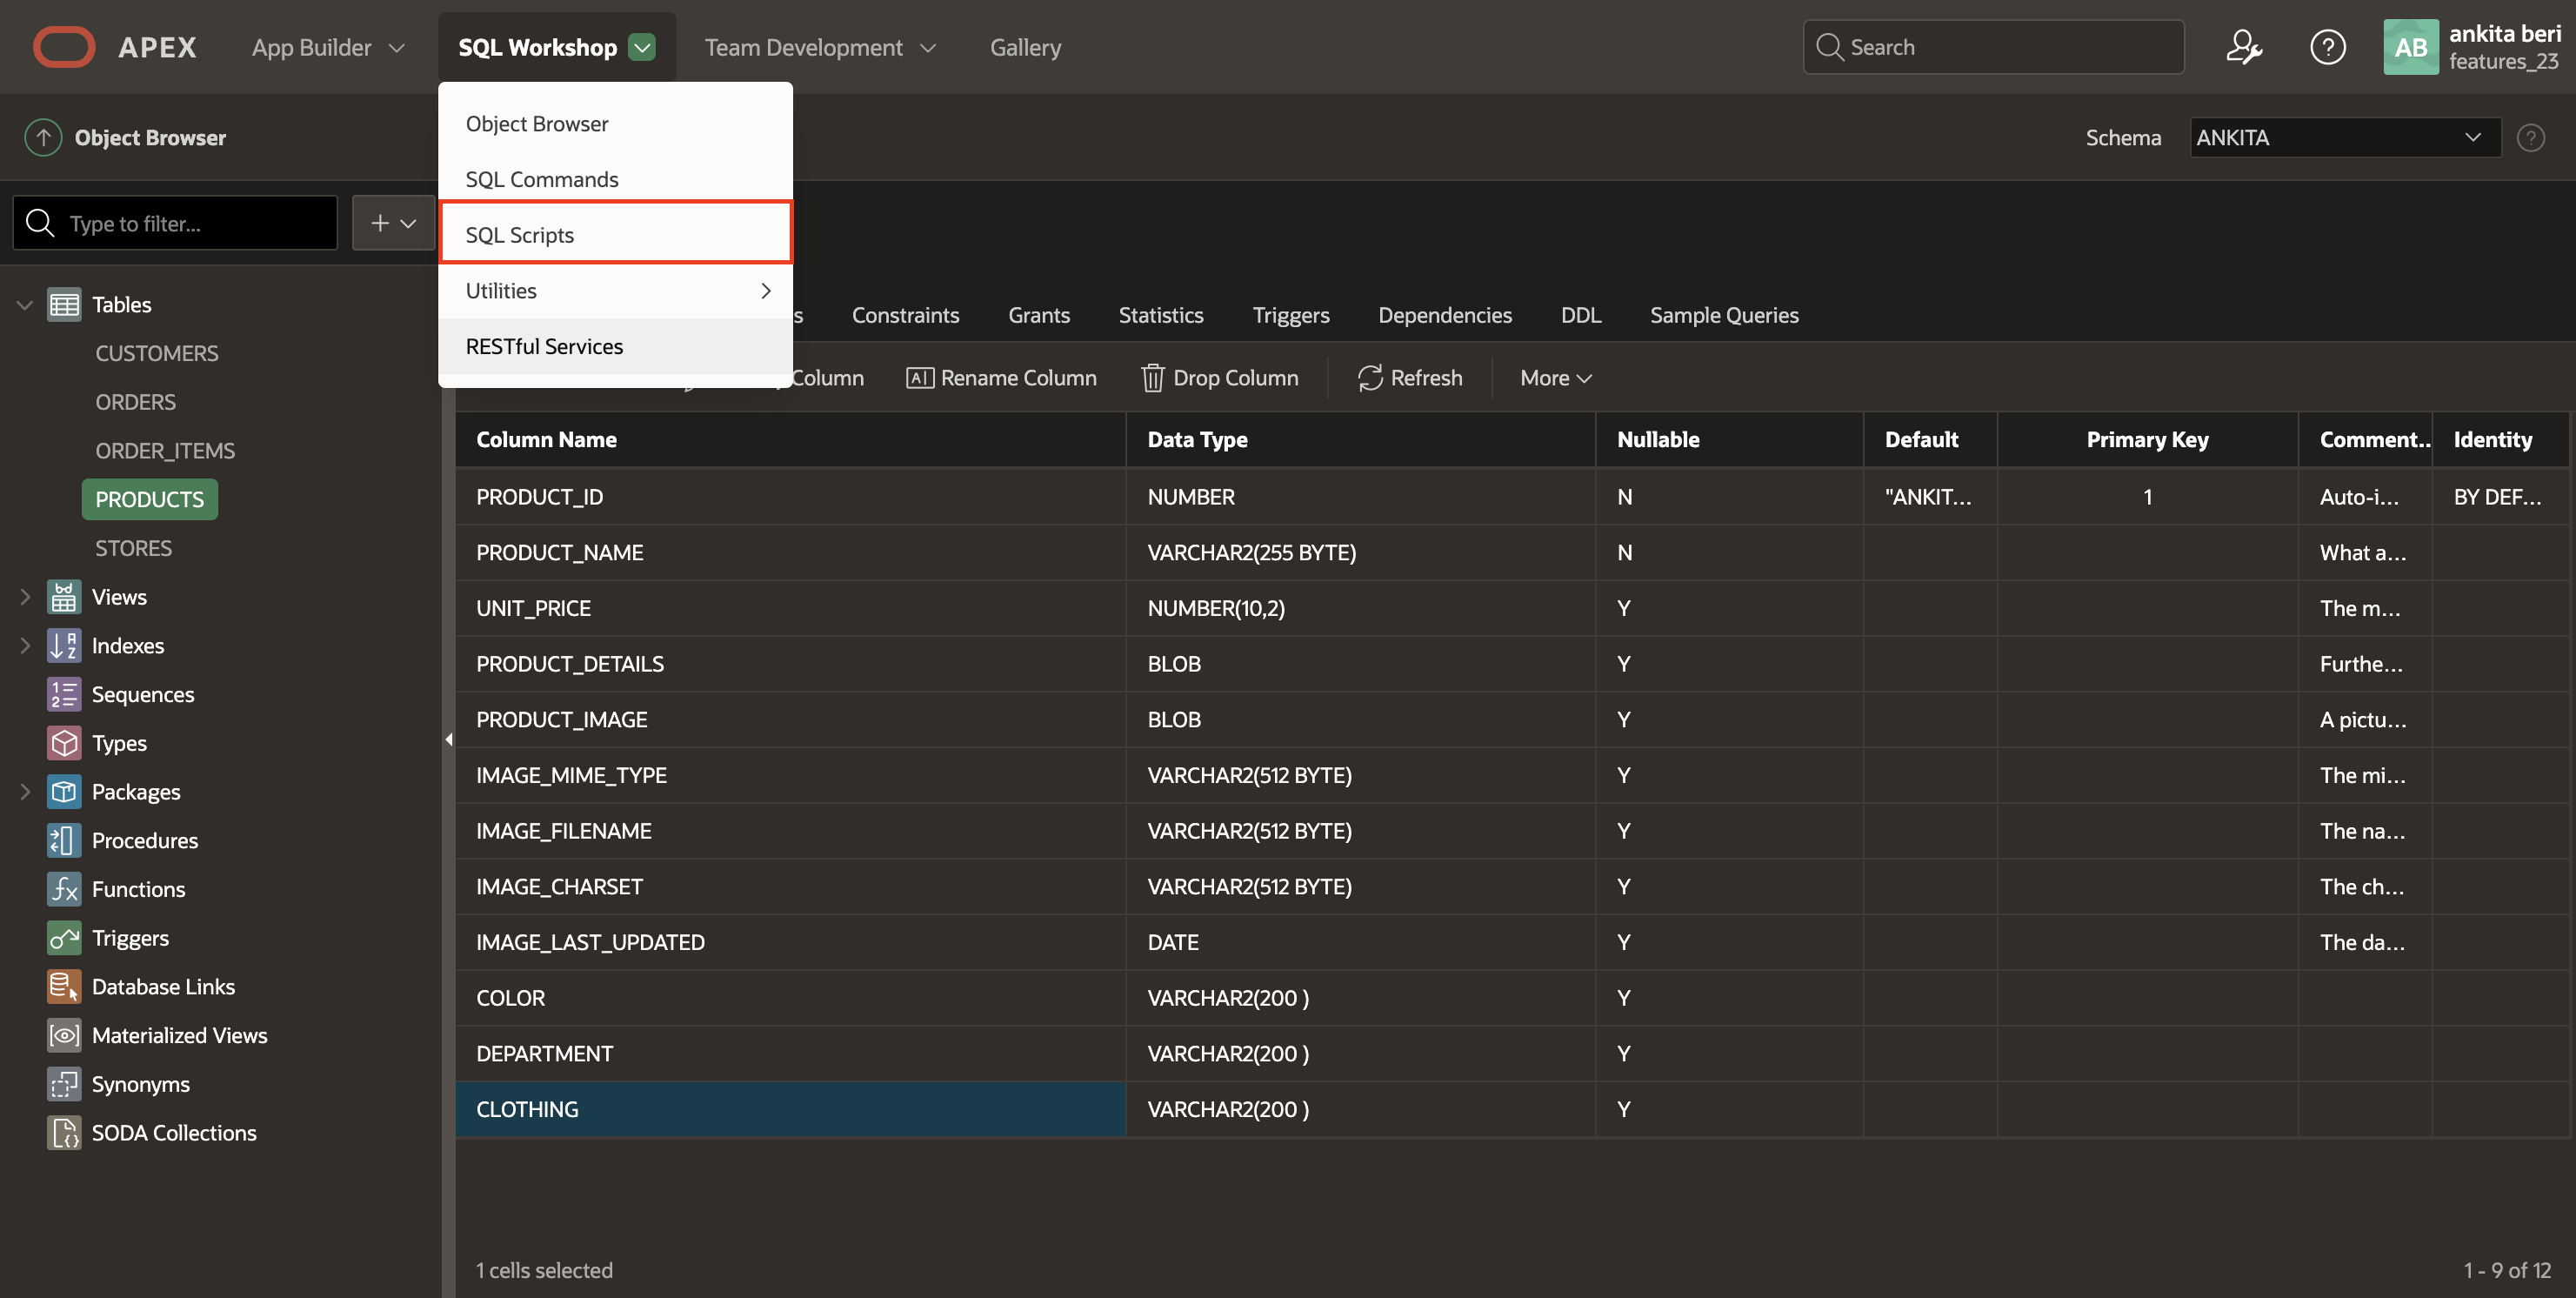 APEX App Builder SQL Workshop Team Development Gallery Search AB ankita beri
features_23
Object Browser Schema ANKITA
Type to filter...
Object Browser
SQL Commands
SQL Scripts
Utilities
RESTful Services
s Constraints Grants Statistics Triggers Dependencies DDL Sample Queries
Column Rename Column Drop Column Refresh More
Tables
CUSTOMERS
ORDERS
ORDER_ITEMS
PRODUCTS
STORES
Views
Indexes
Sequences
Types
Packages
Procedures
Functions
Triggers
Database Links
Materialized Views
Synonyms
SODA Collections
Column Name Data Type Nullable Default Primary Key Comment.. Identity
PRODUCT_ID NUMBER N "ANKIT... 1 Auto-i... BY DEF...
PRODUCT_NAME VARCHAR2(255 BYTE) N What a...
UNIT_PRICE NUMBER(10,2) Y The m...
PRODUCT_DETAILS BLOB Y Furthe...
PRODUCT_IMAGE BLOB Y A pictu...
IMAGE_MIME_TYPE VARCHAR2(512 BYTE) Y The mi...
IMAGE_FILENAME VARCHAR2(512 BYTE) Y The na...
IMAGE_CHARSET VARCHAR2(512 BYTE) Y The ch...
IMAGE_LAST_UPDATED DATE Y The da...
COLOR VARCHAR2(200 ) Y
DEPARTMENT VARCHAR2(200 ) Y
CLOTHING VARCHAR2(200 ) Y
1 cells selected 1 - 9 of 12